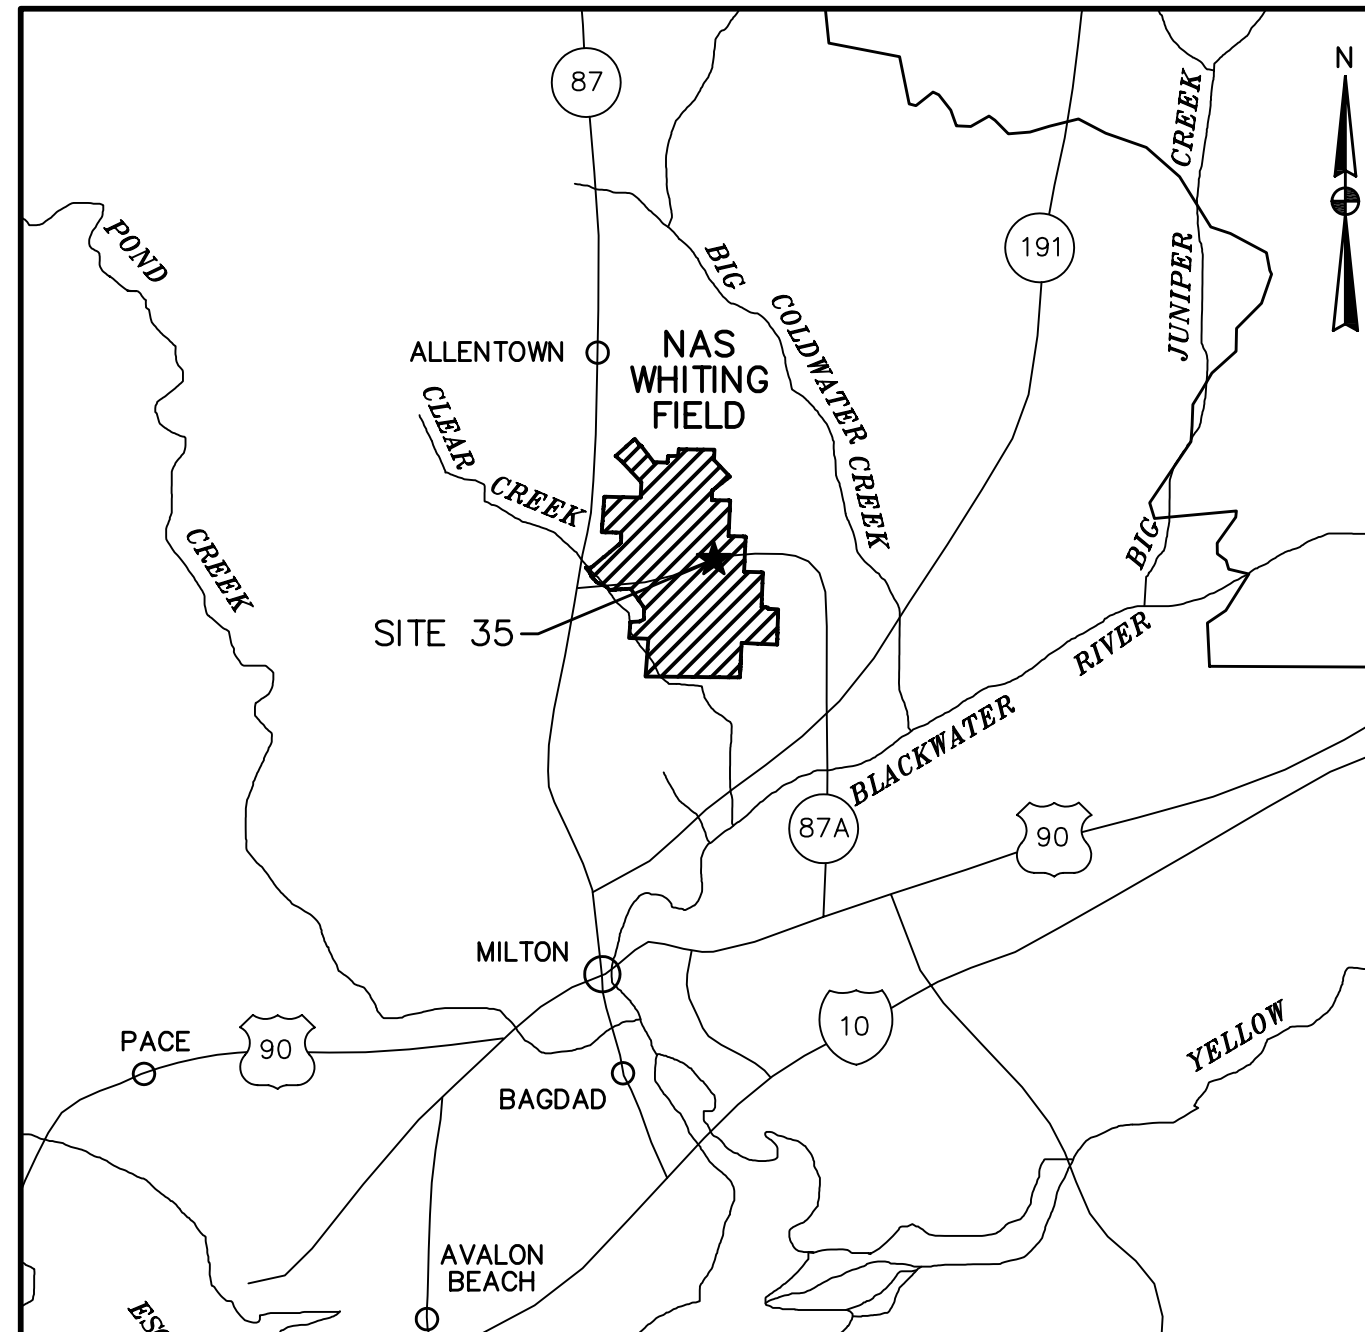 N
87
191
POND
CREEK
BIG
COLDWATER CREEK
JUNIPER CREEK
BIG
ALLENTOWN
NAS
WHITING
FIELD
CLEAR
CREEK
SITE 35
RIVER
BLACKWATER
87A
90
MILTON
10
PACE
90
BAGDAD
YELLOW
AVALON
BEACH